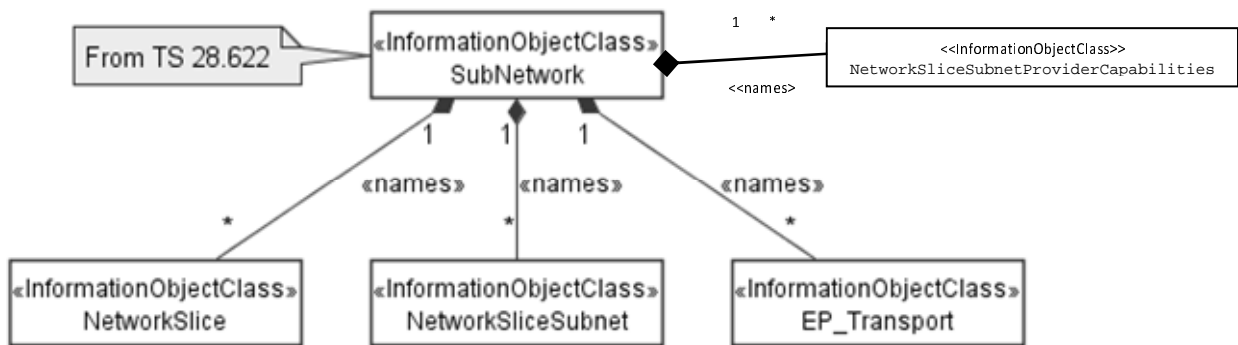 From TS 28.622
«InformationObjectClass»
SubNetwork
1 *
<<names>
<<InformationObjectClass>>
NetworkSliceSubnetProviderCapabilities
1 1 1
«names» «names» «names»
* * *
«InformationObjectClass»
NetworkSlice
«InformationObjectClass»
NetworkSliceSubnet
«InformationObjectClass»
EP_Transport